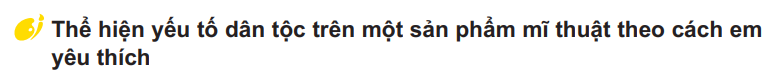 Thể hiện yếu tố dân tộc trên một sản phẩm mĩ thuật theo cách em
yêu thích